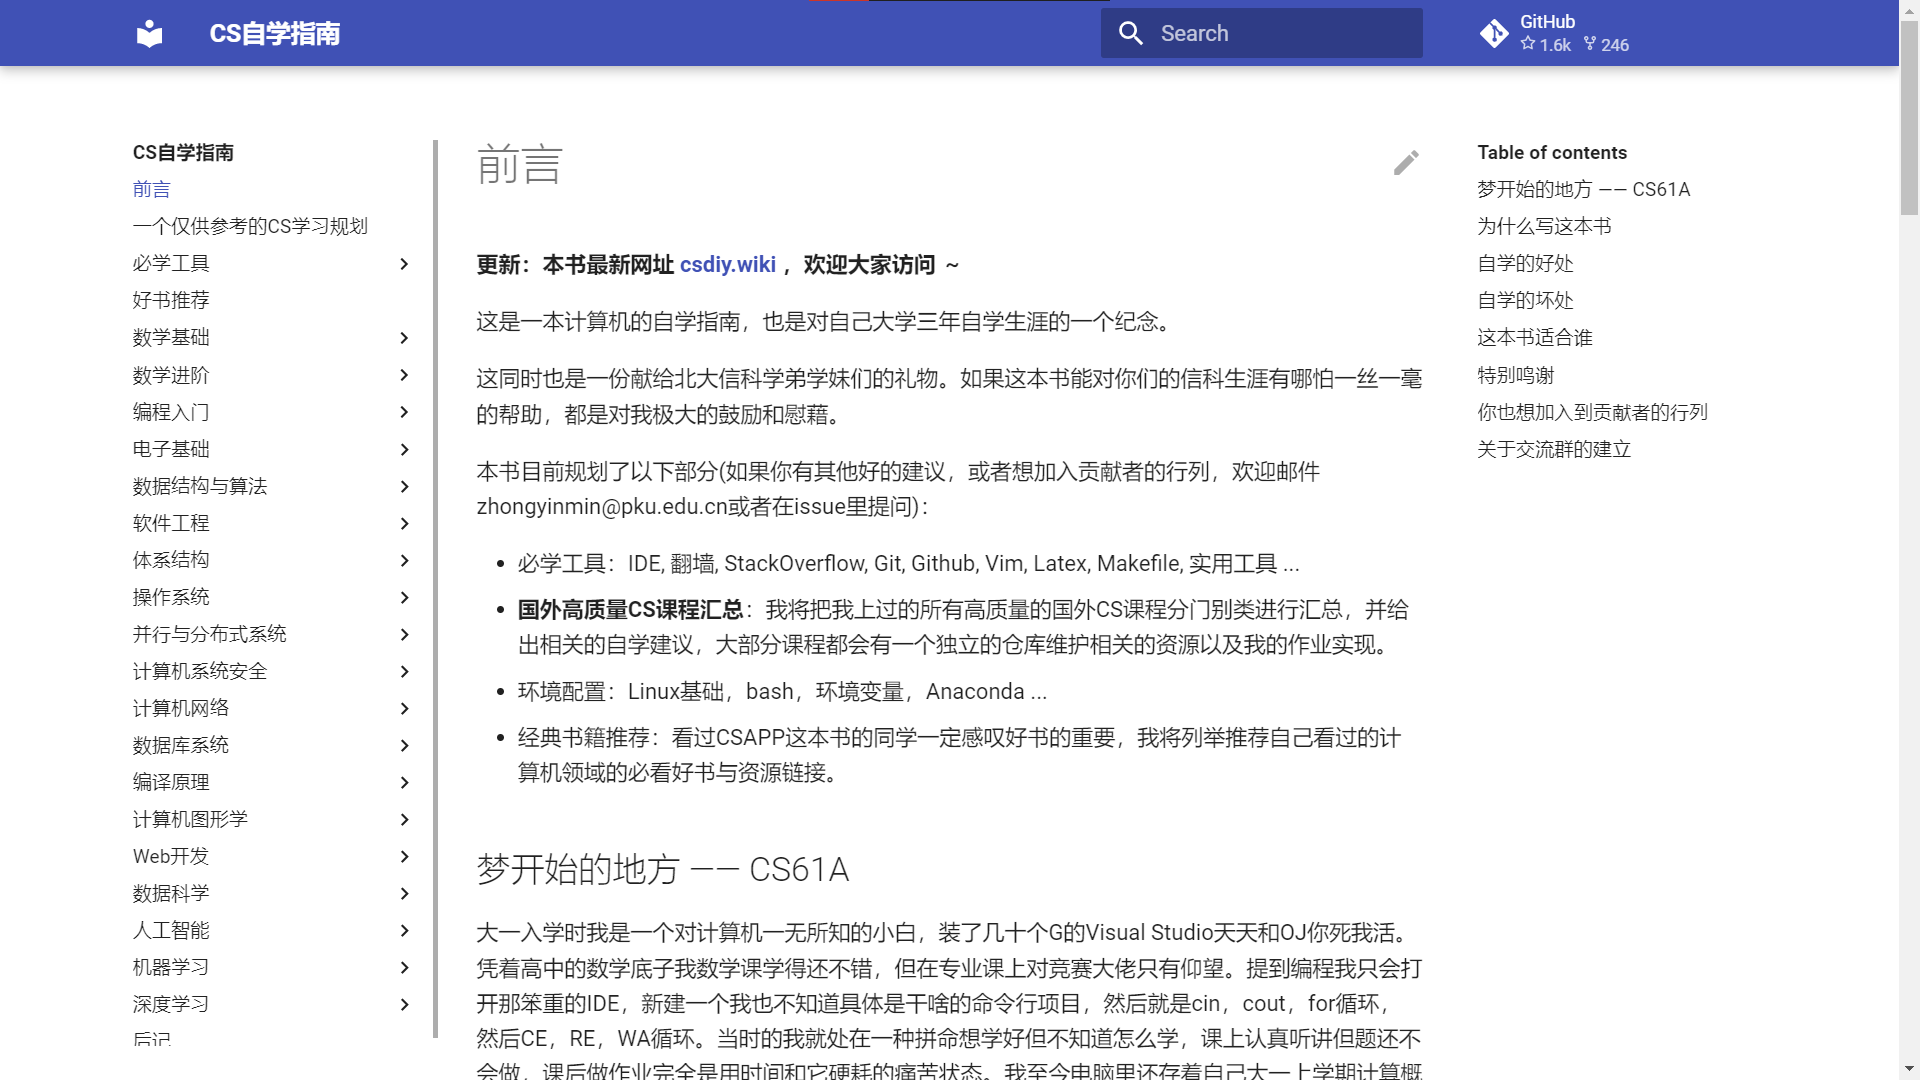 CS自学指南
Search
GitHub
1.6k 246
CS自学指南
前言
一个仅供参考的CS学习规划
必学工具
好书推荐
数学基础
数学进阶
编程入门
电子基础
数据结构与算法
软件工程
体系结构
操作系统
并行与分布式系统
计算机系统安全
计算机网络
数据库系统
编译原理
计算机图形学
Web开发
数据科学
人工智能
机器学习
深度学习
后记
前言
更新：本书最新网址 csdiy.wiki ，欢迎大家访问 ~
这是一本计算机的自学指南，也是对自己大学三年自学生涯的一个纪念。
这同时也是一份献给北大信科学弟学妹们的礼物。如果这本书能对你们的信科生涯有哪怕一丝一毫
的帮助，都是对我极大的鼓励和慰藉。
本书目前规划了以下部分(如果你有其他好的建议，或者想加入贡献者的行列，欢迎邮件
zhongyinmin@pku.edu.cn或者在issue里提问)：
• 必学工具：IDE, 翻墙, StackOverflow, Git, Github, Vim, Latex, Makefile, 实用工具 ...
• 国外高质量CS课程汇总：我将把我上过的所有高质量的国外CS课程分门别类进行汇总，并给
出相关的自学建议，大部分课程都会有一个独立的仓库维护相关的资源以及我的作业实现。
• 环境配置：Linux基础，bash，环境变量，Anaconda ...
• 经典书籍推荐：看过CSAPP这本书的同学一定感叹好书的重要，我将列举推荐自己看过的计
算机领域的必看好书与资源链接。
梦开始的地方 —— CS61A
大一入学时我是一个对计算机一无所知的小白，装了几十个G的Visual Studio天天和OJ你死我活。
凭着高中的数学底子我数学课学得还不错，但在专业课上对竞赛大佬只有仰望。提到编程我只会打
开那笨重的IDE，新建一个我也不知道具体是干啥的命令行项目，然后就是cin，cout，for循环，
然后CE，RE，WA循环。当时的我就处在一种拼命想学好但不知道怎么学，课上认真听讲但题还不
会做，课后做作业完全是用时间和它硬耗的痛苦状态。我至今电脑里还存着自己大一上学期计算概
Table of contents
梦开始的地方 —— CS61A
为什么写这本书
自学的好处
自学的坏处
这本书适合谁
特别鸣谢
你也想加入到贡献者的行列
关于交流群的建立